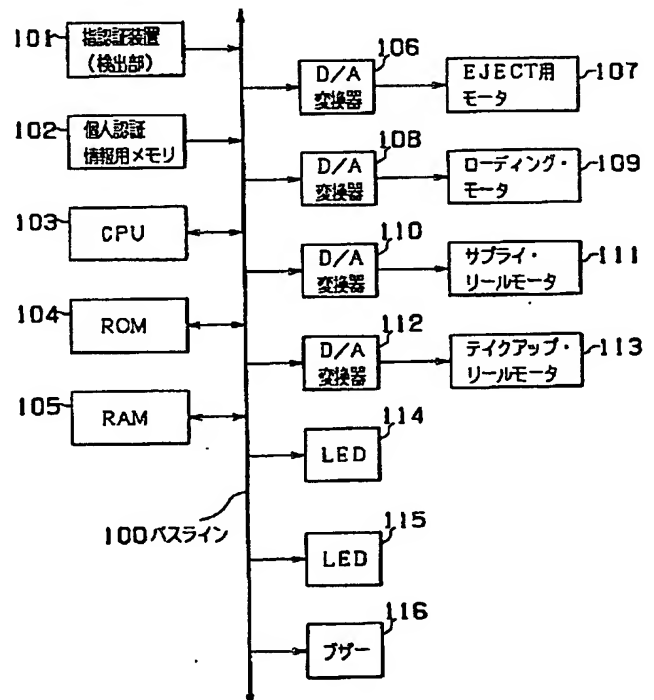 101
指認証装置
(検出部)
102
個人認証
情報用メモリ
103
CPU
104
ROM
105
RAM
100バスライン
106
D/A
変換器
EJECT用
モータ
107
108
D/A
変換器
ローディング・
モータ
109
110
D/A
変換器
サプライ・
リールモータ
111
112
D/A
変換器
テイクアップ・
リールモータ
113
114
LED
115
LED
116
ブザー